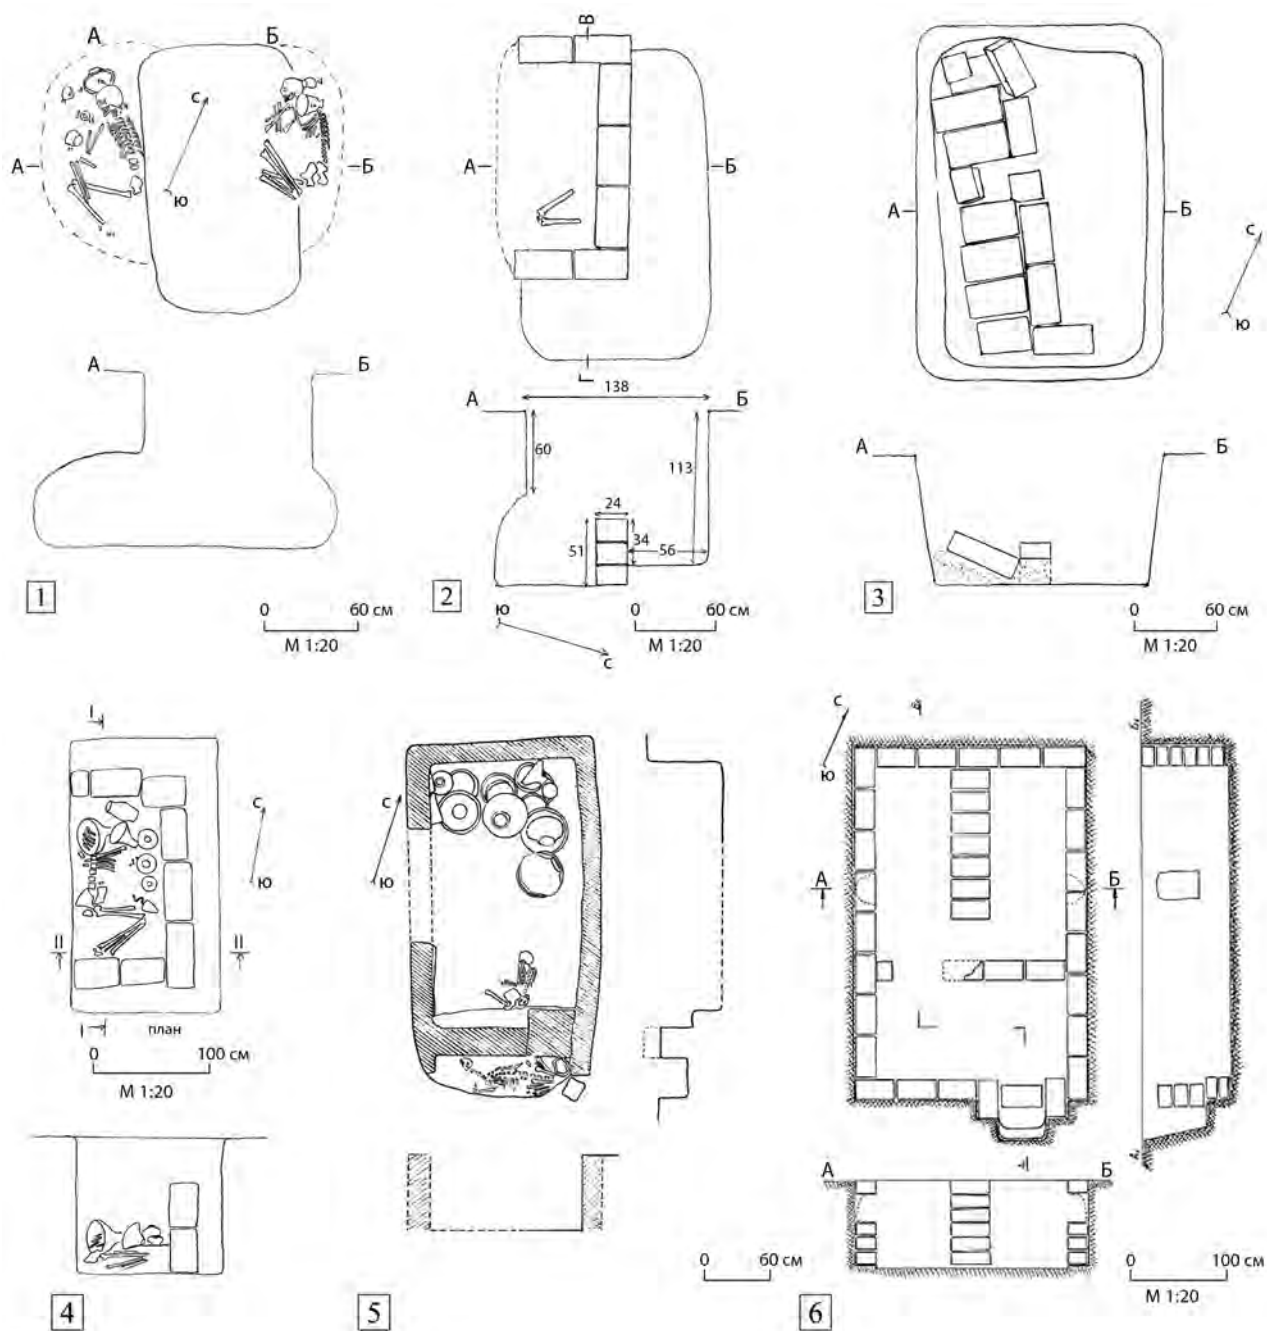 А Б
С
А Б
Ю
А Б
1
0 60 см
М 1:20
В
А Б
Г
138
А Б
60
113
24
51
34
56
2
Ю
С
0 60 см
М 1:20
А Б
С
Ю
А Б
3
0 60 см
М 1:20
I
С
Ю
II II
I
план
0 100 см
М 1:20
4
С
Ю
5
0 60 см
С
Ю
А Б
А Б
6
0 100 см
М 1:20